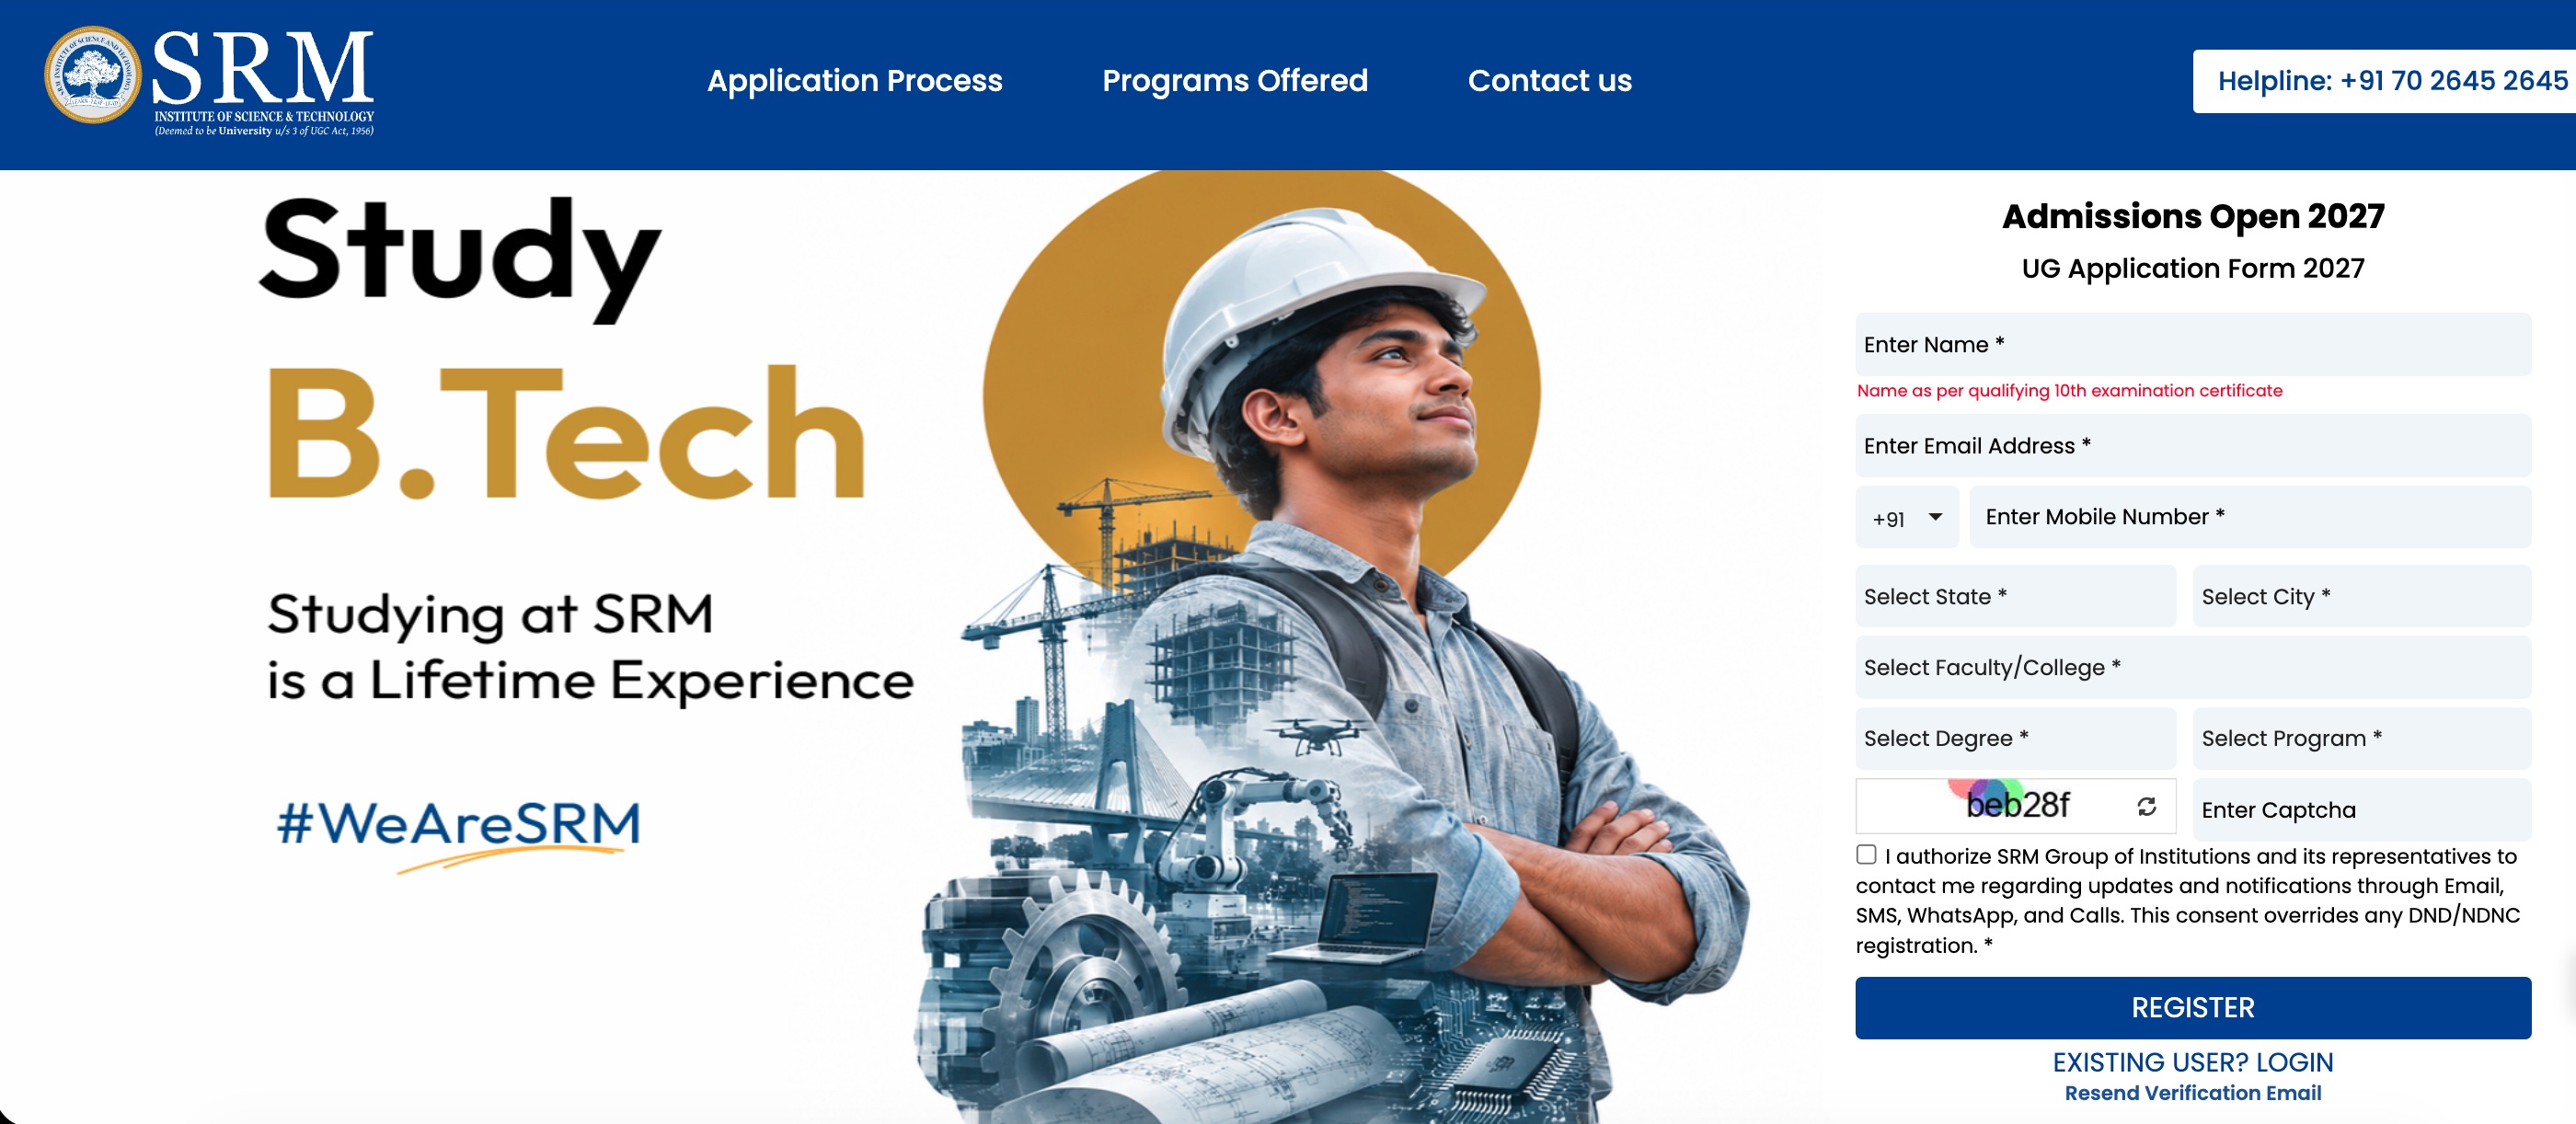 SRM
INSTITUTE OF SCIENCE & TECHNOLOGY
(Deemed to be University u/s 3 of UGC Act, 1956)
Application Process
Programs Offered
Contact us
Helpline: +91 70 2645 2645
Study
B.Tech
Studying at SRM
is a Lifetime Experience
#WeAreSRM
Admissions Open 2027
UG Application Form 2027
Enter Name *
Name as per qualifying 10th examination certificate
Enter Email Address *
+91
Enter Mobile Number *
Select State *
Select City *
Select Faculty/College *
Select Degree *
Select Program *
beb28f
Enter Captcha
I authorize SRM Group of Institutions and its representatives to
contact me regarding updates and notifications through Email,
SMS, WhatsApp, and Calls. This consent overrides any DND/NDNC
registration. *
REGISTER
EXISTING USER? LOGIN
Resend Verification Email